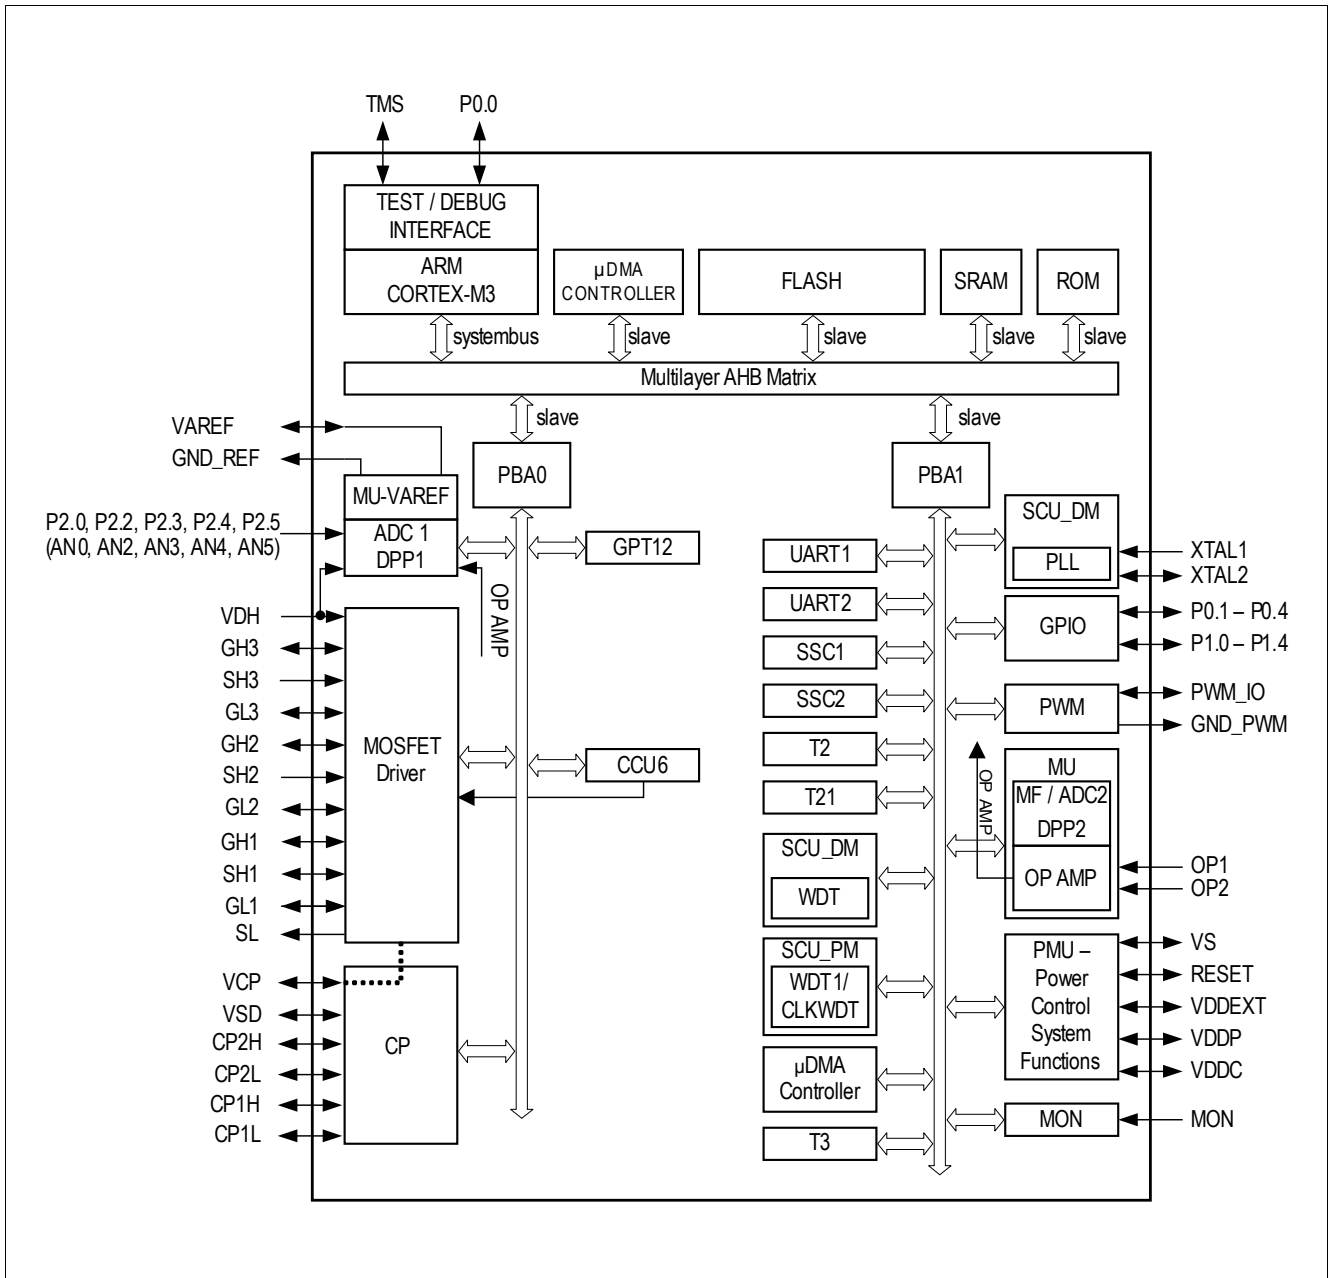 TMS
P0.0
TEST / DEBUG
INTERFACE
ARM
CORTEX-M3
µDMA
CONTROLLER
FLASH
SRAM
ROM
systembus
slave
slave
slave
slave
Multilayer AHB Matrix
slave
slave
VAREF
GND_REF
MU-VAREF
PBA0
PBA1
P2.0, P2.2, P2.3, P2.4, P2.5
(AN0, AN2, AN3, AN4, AN5)
ADC 1
DPP1
GPT12
OP AMP
VDH
GH3
SH3
GL3
GH2
SH2
GL2
GH1
SH1
GL1
SL
MOSFET
Driver
CCU6
VCP
VSD
CP2H
CP2L
CP1H
CP1L
CP
UART1
UART2
SSC1
SSC2
T2
T21
SCU_DM
WDT
SCU_PM
WDT1/
CLKWDT
µDMA
Controller
T3
SCU_DM
PLL
XTAL1
XTAL2
GPIO
P0.1 – P0.4
P1.0 – P1.4
PWM
PWM_IO
GND_PWM
OP AMP
MU
MF / ADC2
DPP2
OP AMP
OP1
OP2
PMU –
Power
Control
System
Functions
VS
RESET
VDDEXT
VDDP
VDDC
MON
MON